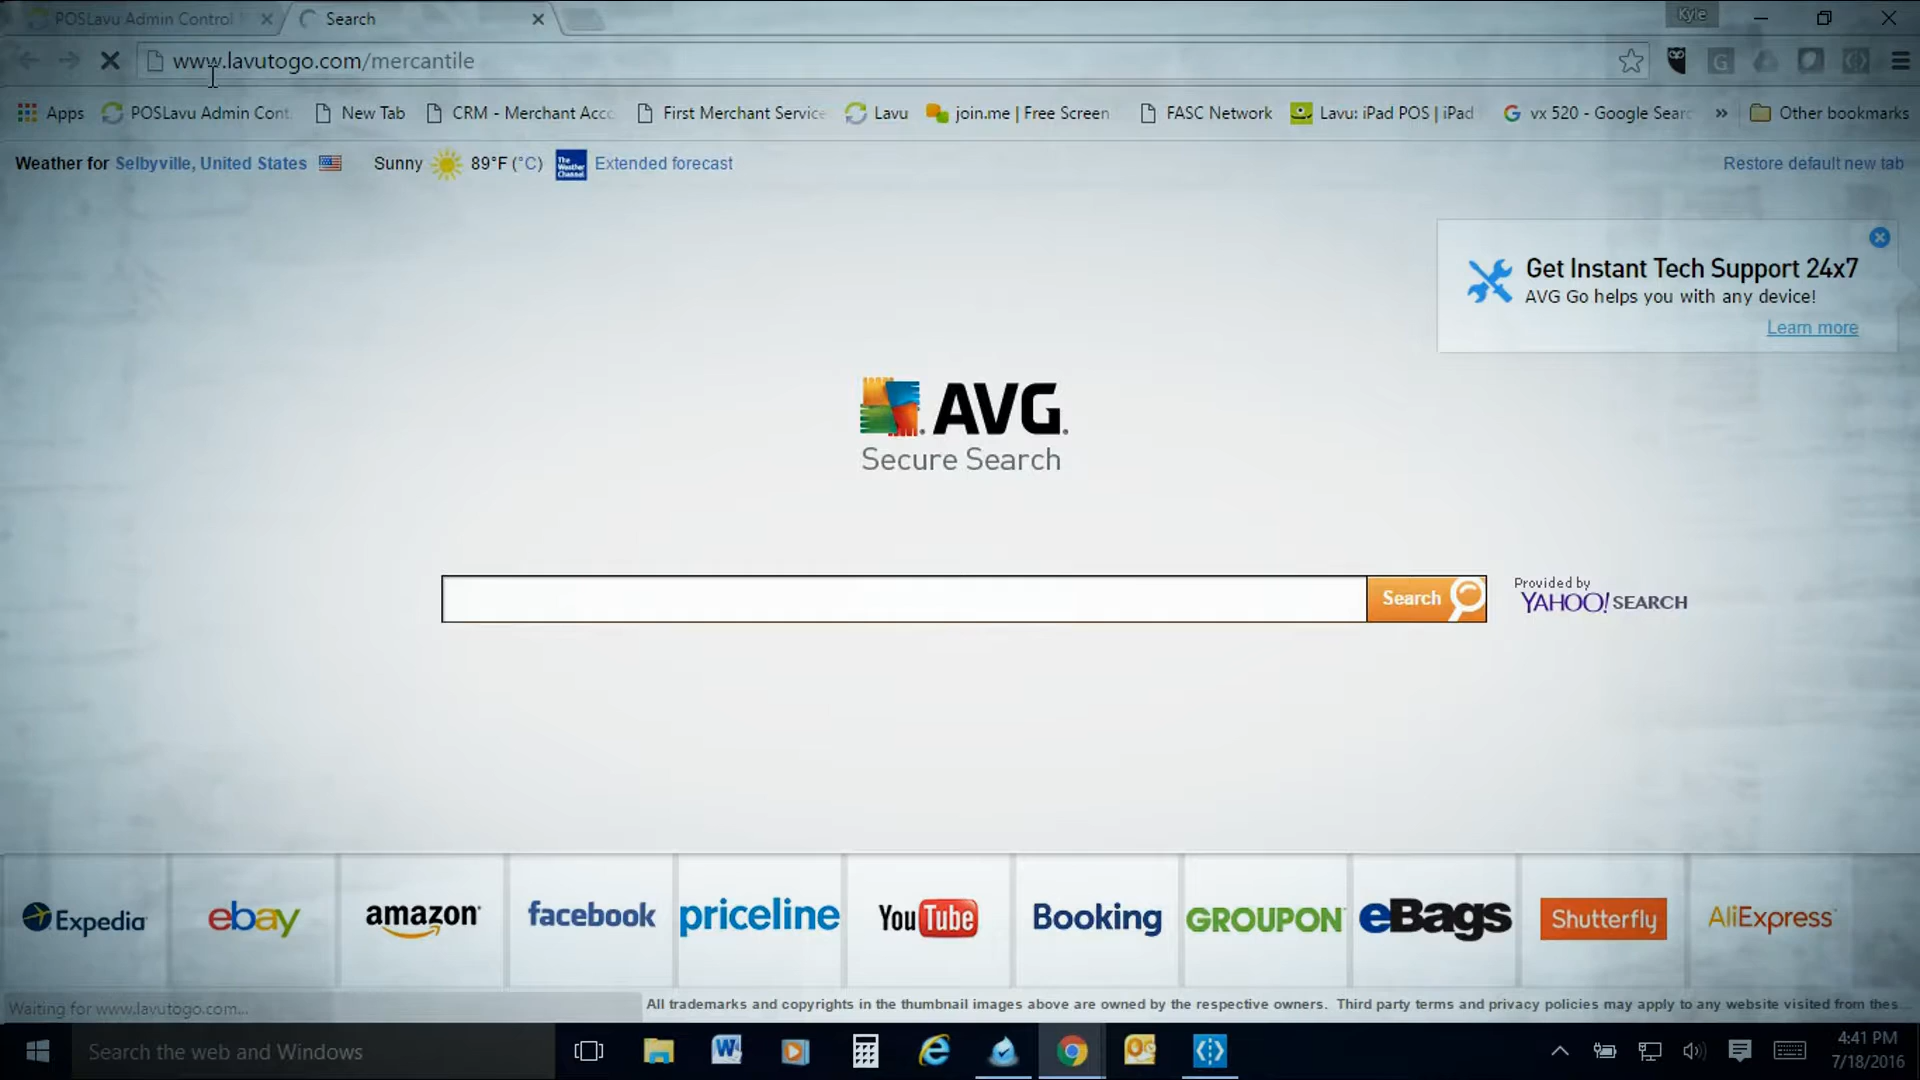 POSLavu Admin Control
Search
Kyle
www.lavutogo.com/mercantile
Apps
POSLavu Admin Cont
New Tab
CRM - Merchant Acc
First Merchant Service
Lavu
join.me | Free Screen
FASC Network
Lavu: iPad POS | iPad
vx 520 - Google Sear
»
Other bookmarks
Weather for Selbyville, United States
Sunny
89°F (°C)
The Weather Channel
Extended forecast
Restore default new tab
Get Instant Tech Support 24x7
AVG Go helps you with any device!
Learn more
AVG
Secure Search
Search
Provided by
YAHOO! SEARCH
Expedia
ebay
amazon
facebook
priceline
YouTube
Booking
GROUPON
eBags
Shutterfly
AliExpress
Waiting for www.lavutogo.com...
All trademarks and copyrights in the thumbnail images above are owned by the respective owners. Third party terms and privacy policies may apply to any website visited from thes...
Search the web and Windows
4:41 PM
7/18/2016